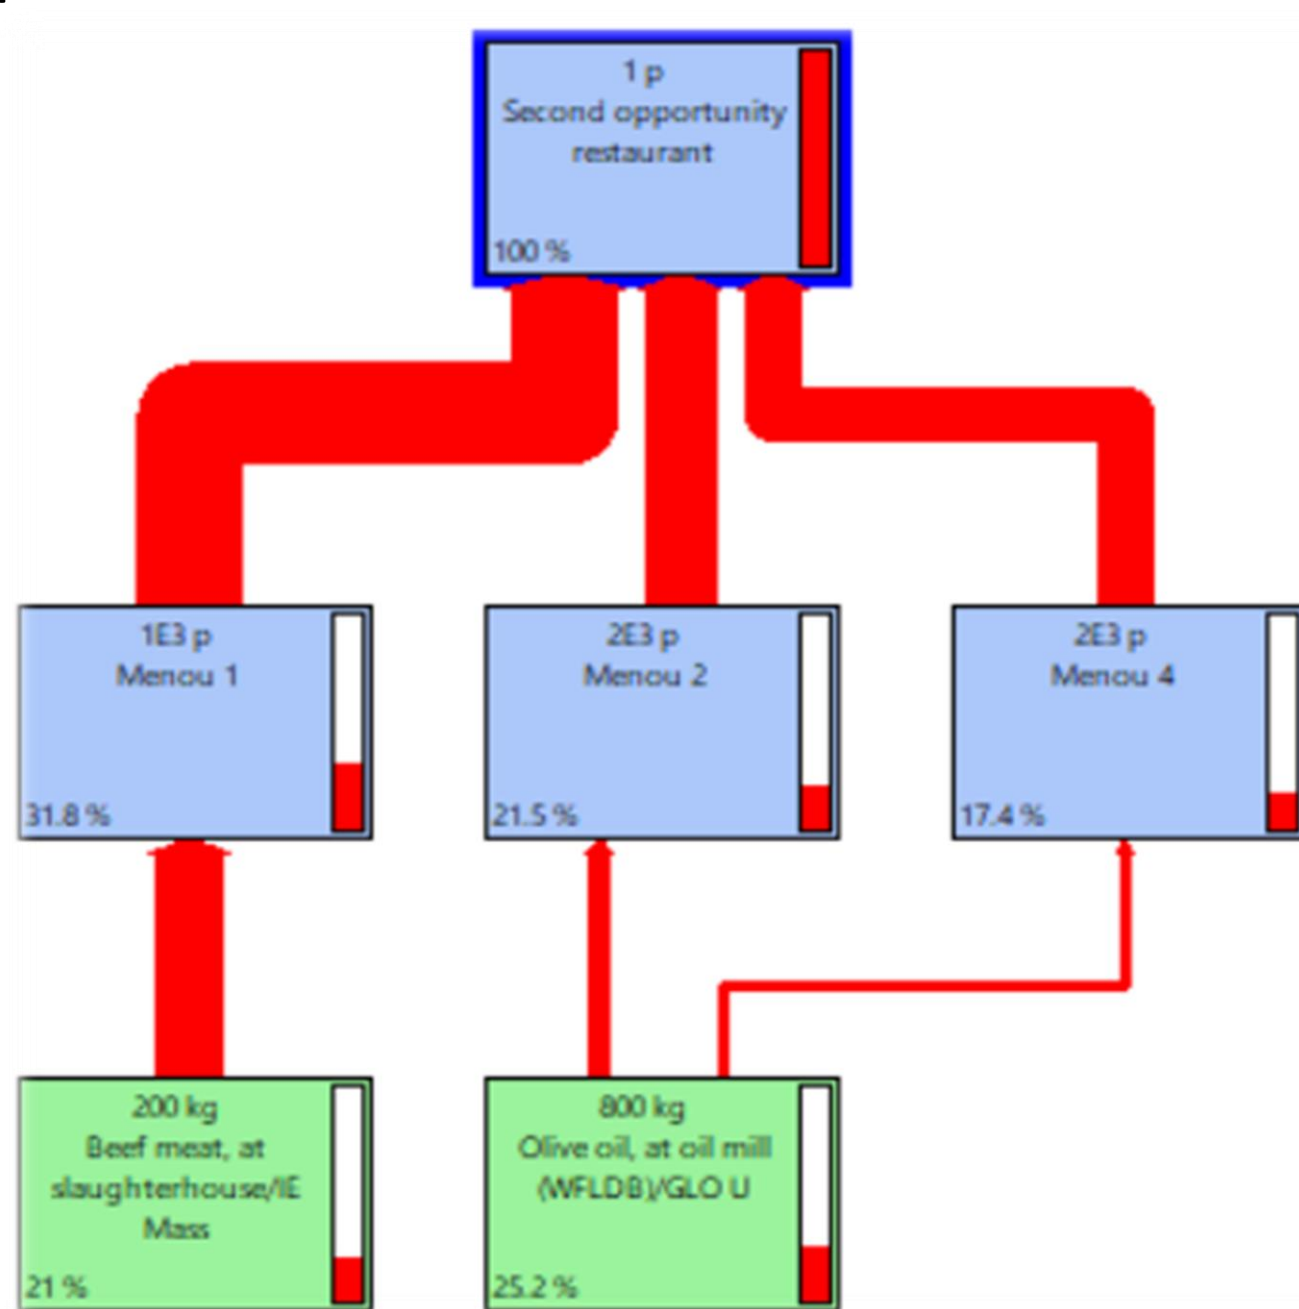 1 p
Second opportunity
restaurant
100 %
1E3 p
Menou 1
31.8 %
2E3 p
Menou 2
21.5 %
2E3 p
Menou 4
17.4 %
200 kg
Beef meat, at
slaughterhouse/IE
Mass
21 %
800 kg
Olive oil, at oil mill
(WFLDB)/GLO U
25.2 %